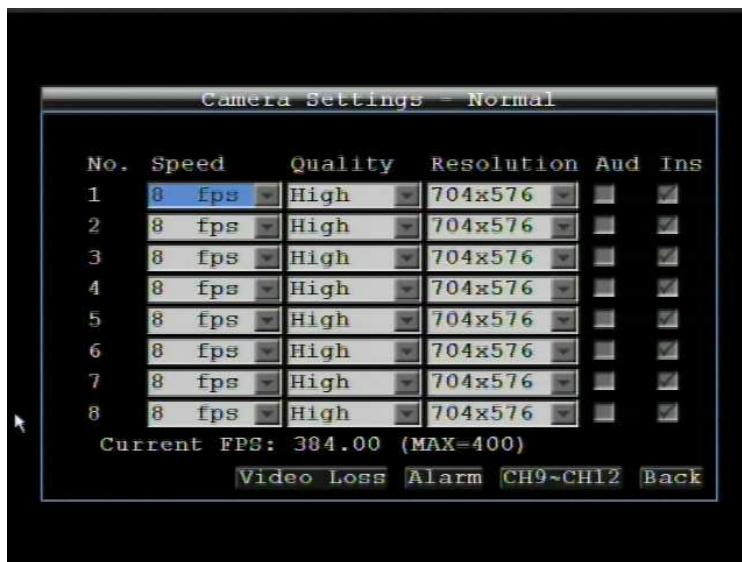 Camera Settings - Normal
No. Speed Quality Resolution Aud Ins
1 8 fps High 704x576
2 8 fps High 704x576
3 8 fps High 704x576
4 8 fps High 704x576
5 8 fps High 704x576
6 8 fps High 704x576
7 8 fps High 704x576
8 8 fps High 704x576
Current FPS: 384.00 (MAX=400)
Video Loss Alarm CH9~CH12 Back